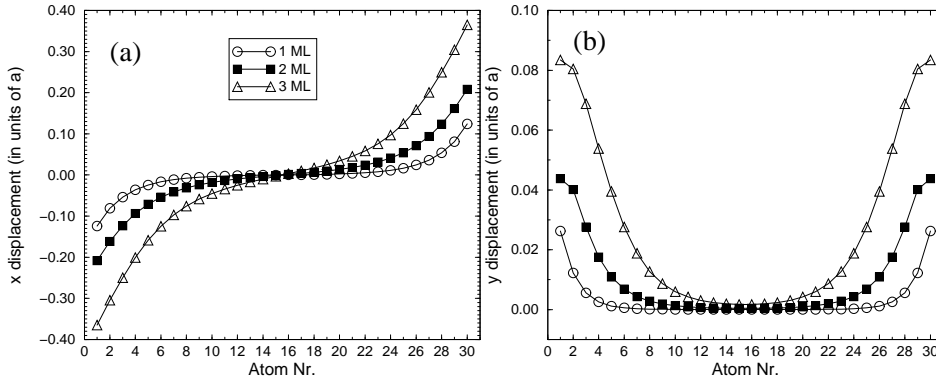 (a)
1 ML
2 ML
3 ML
x displacement (in units of a)
0.40
0.30
0.20
0.10
0.00
−0.10
−0.20
−0.30
−0.40
0 2 4 6 8 10 12 14 16 18 20 22 24 26 28 30
Atom Nr.
(b)
y displacement (in units of a)
0.10
0.08
0.06
0.04
0.02
0.00
0 2 4 6 8 10 12 14 16 18 20 22 24 26 28 30
Atom Nr.